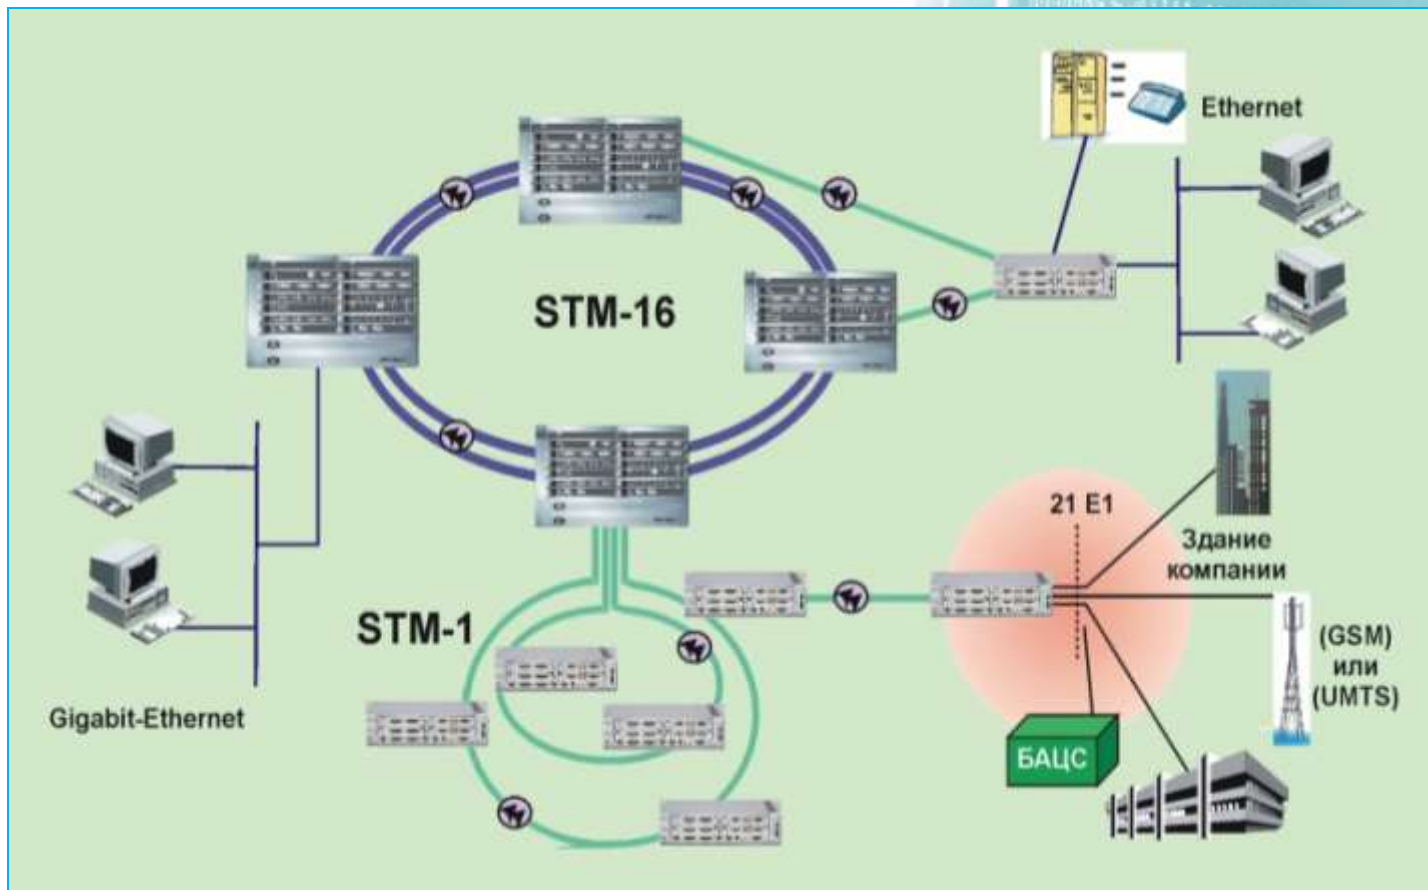 Ethernet
STM-16
21 E1
Здание
компании
STM-1
(GSM)
или
(UMTS)
Gigabit-Ethernet
БАЦС